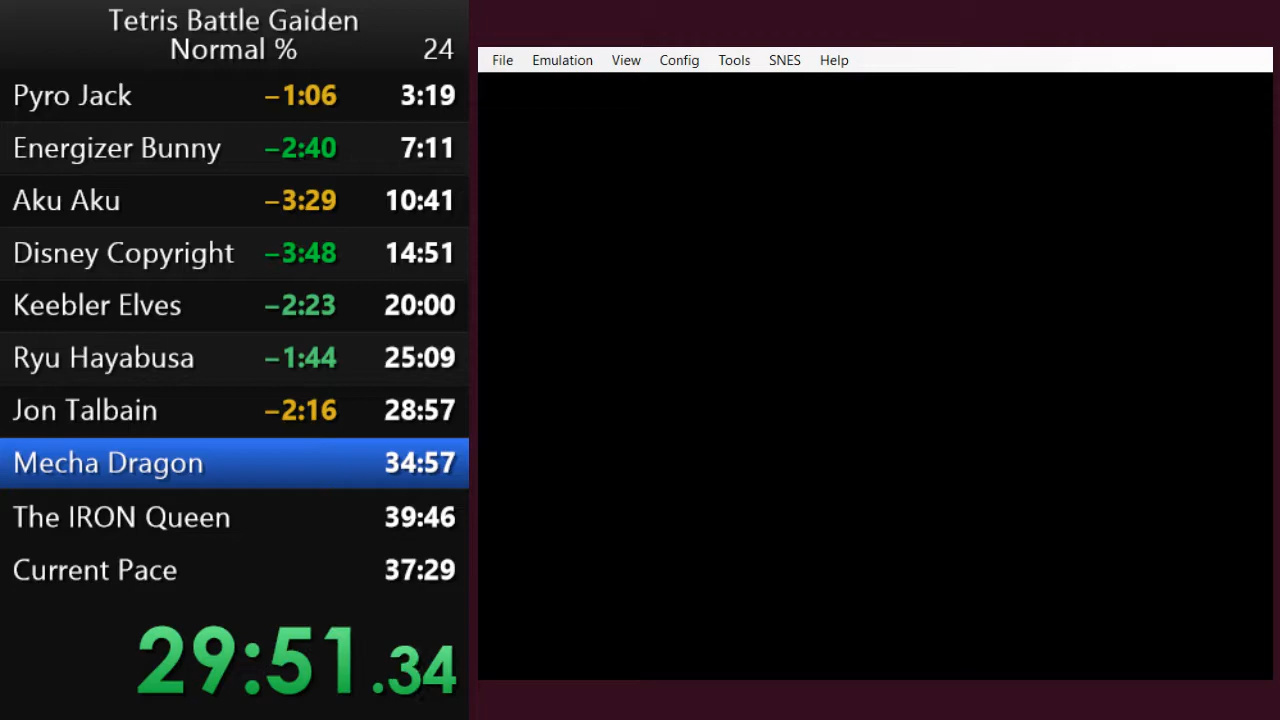 Tetris Battle Gaiden
Normal % 24
Pyro Jack −1:06 3:19
Energizer Bunny −2:40 7:11
Aku Aku −3:29 10:41
Disney Copyright −3:48 14:51
Keebler Elves −2:23 20:00
Ryu Hayabusa −1:44 25:09
Jon Talbain −2:16 28:57
Mecha Dragon 34:57
The IRON Queen 39:46
Current Pace 37:29
29:51.34
File Emulation View Config Tools SNES Help